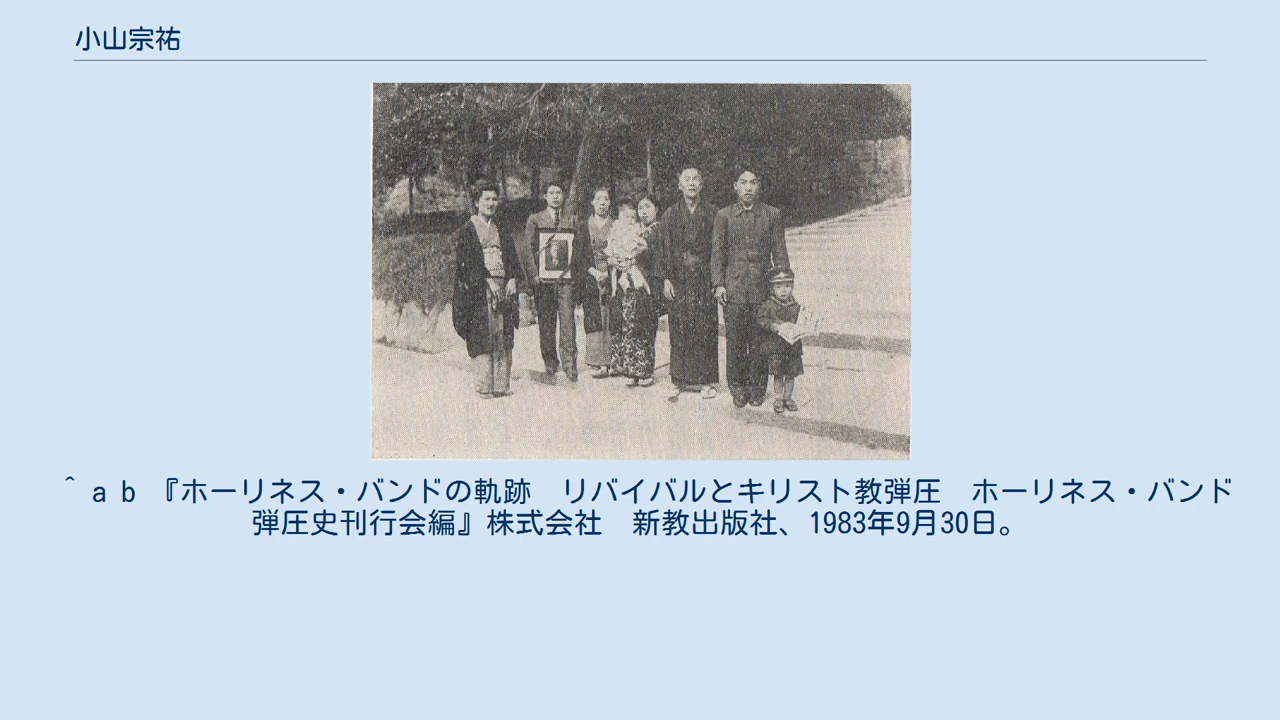 小山宗祐
^ a b 『ホーリネス・バンドの軌跡　リバイバルとキリスト教弾圧　ホーリネス・バンド
弾圧史刊行会編』株式会社　新教出版社、1983年9月30日。